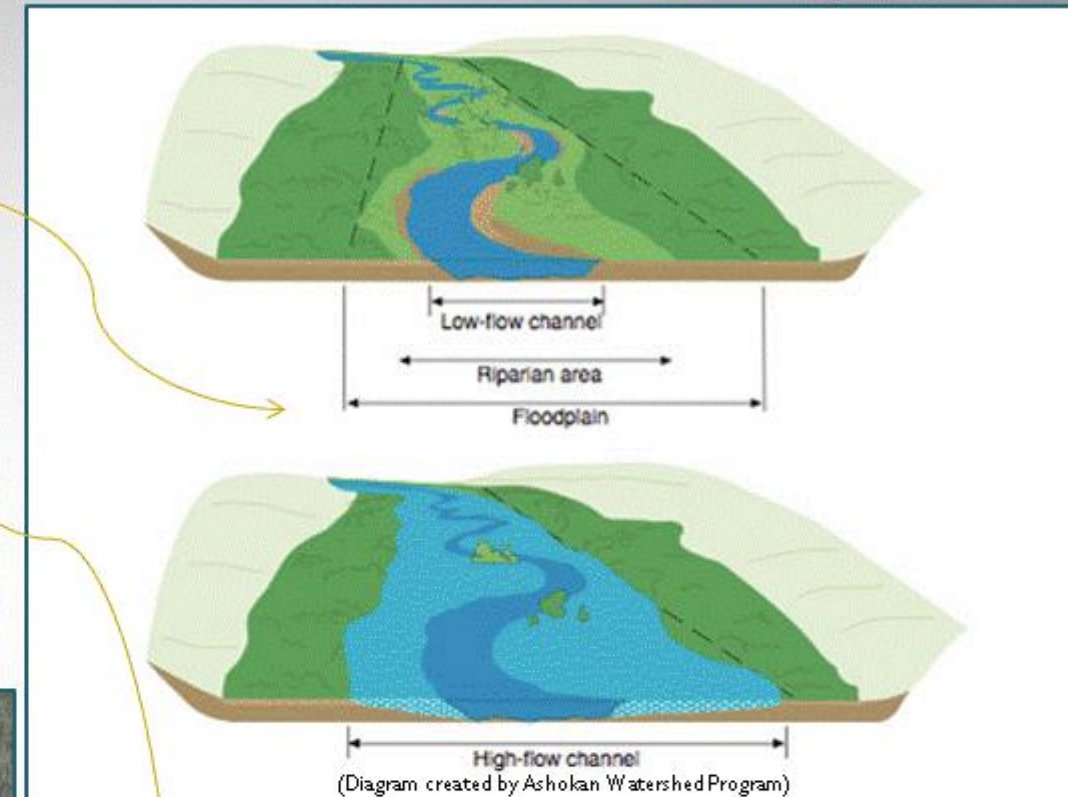 Low-flow channel
Riparian area
Floodplain
High-flow channel
(Diagram created by Ashokan Watershed Program)